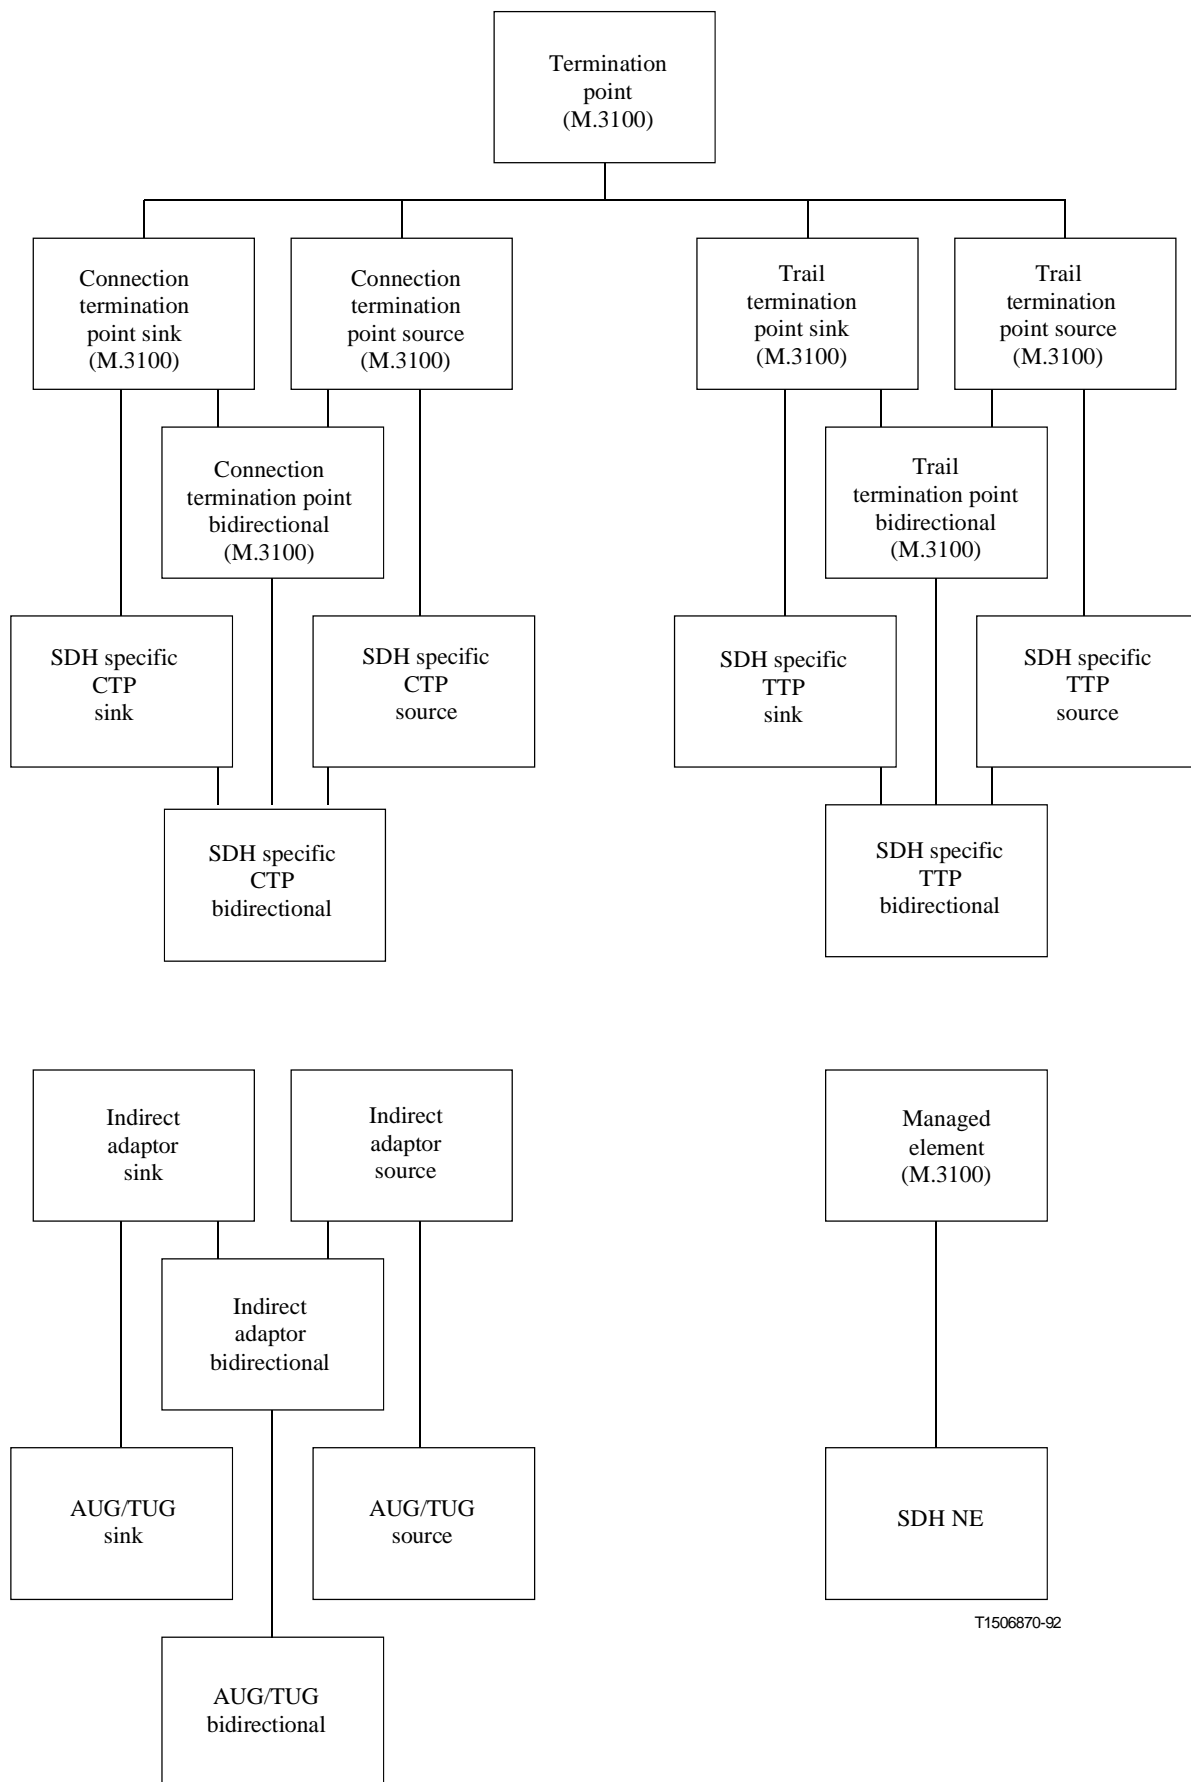 Termination
point
(M.3100)
Connection
termination
point sink
(M.3100)
Connection
termination
point source
(M.3100)
Trail
termination
point sink
(M.3100)
Trail
termination
point source
(M.3100)
Connection
termination point
bidirectional
(M.3100)
Trail
termination point
bidirectional
(M.3100)
SDH specific
CTP
sink
SDH specific
CTP
source
SDH specific
TTP
sink
SDH specific
TTP
source
SDH specific
CTP
bidirectional
SDH specific
TTP
bidirectional
Indirect
adaptor
sink
Indirect
adaptor
source
Managed
element
(M.3100)
Indirect
adaptor
bidirectional
AUG/TUG
sink
AUG/TUG
source
SDH NE
T1506870-92
AUG/TUG
bidirectional